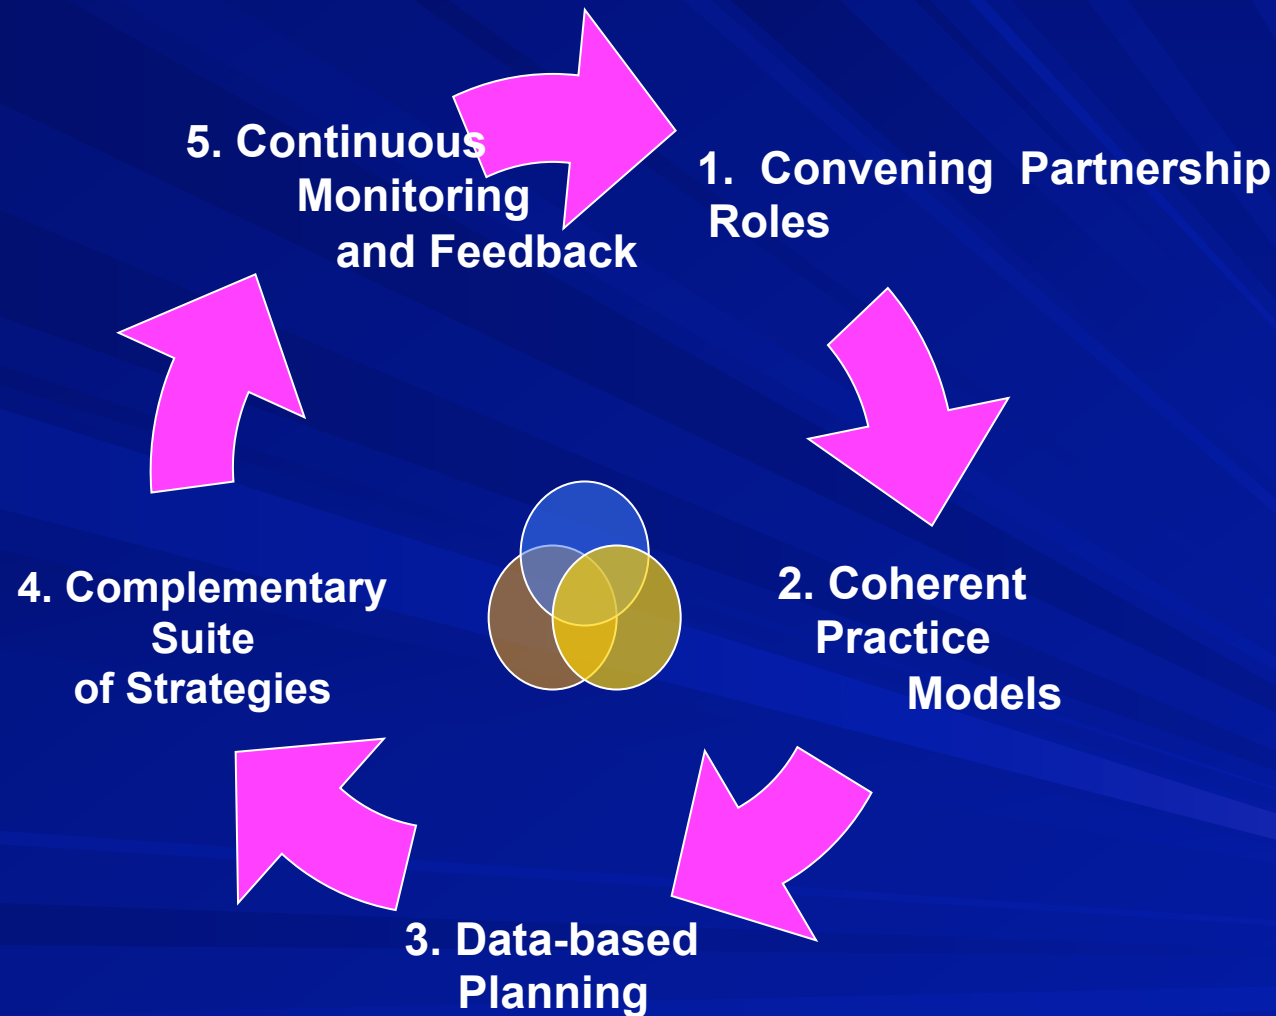 1. Convening Partnership
Roles
2. Coherent
Practice
Models
3. Data-based
Planning
4. Complementary
Suite
of Strategies
5. Continuous
Monitoring
and Feedback